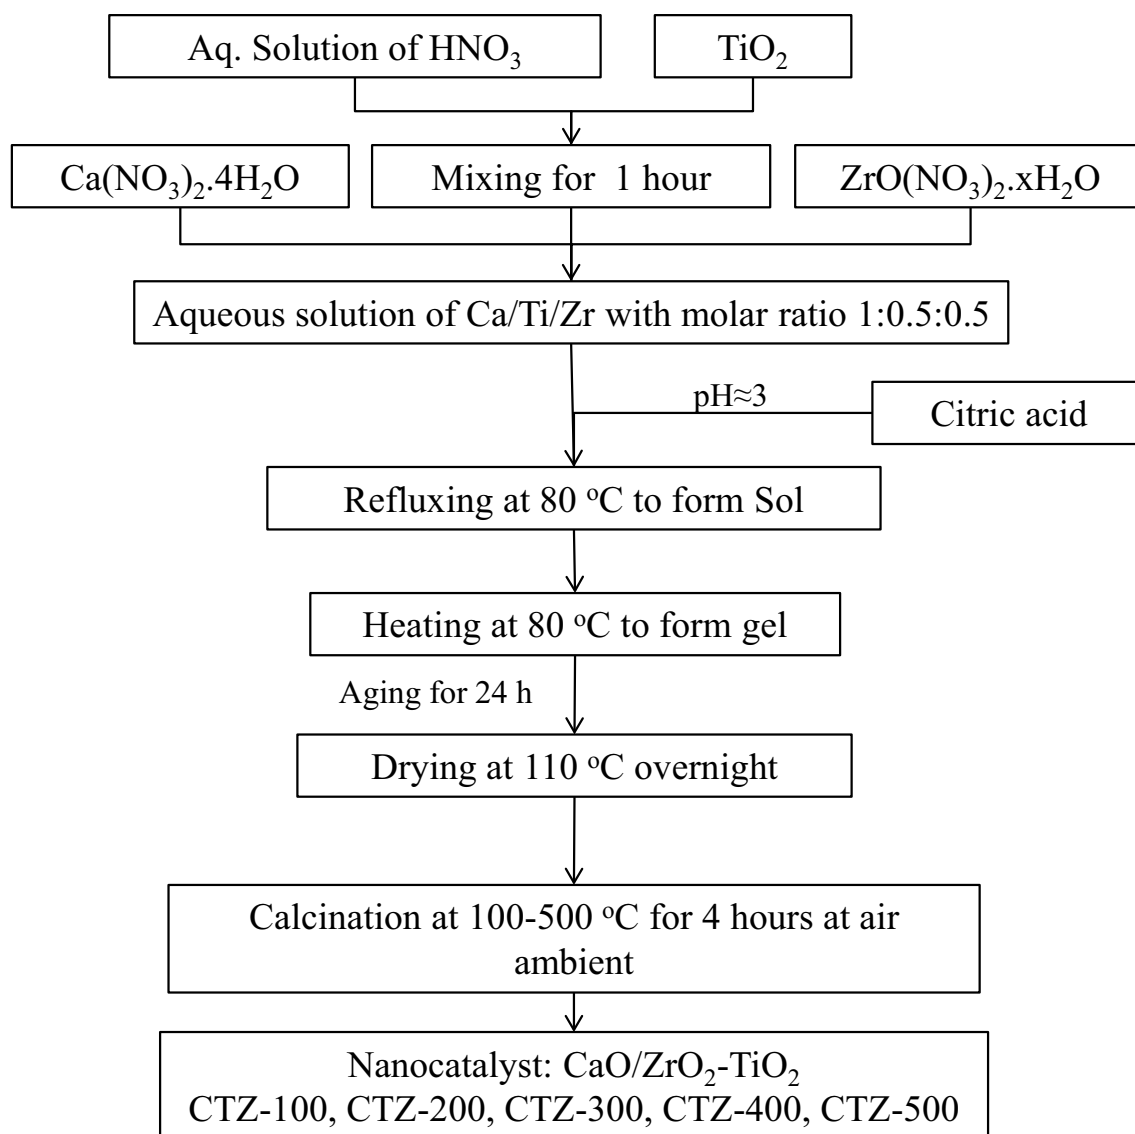 Aq. Solution of HNO₃
TiO₂
Ca(NO₃)₂.4H₂O
Mixing for 1 hour
ZrO(NO₃)₂.xH₂O
Aqueous solution of Ca/Ti/Zr with molar ratio 1:0.5:0.5
pH≈3
Citric acid
Refluxing at 80 ᵒC to form Sol
Heating at 80 ᵒC to form gel
Aging for 24 h
Drying at 110 ᵒC overnight
Calcination at 100-500 ᵒC for 4 hours at air
ambient
Nanocatalyst: CaO/ZrO₂-TiO₂
CTZ-100, CTZ-200, CTZ-300, CTZ-400, CTZ-500